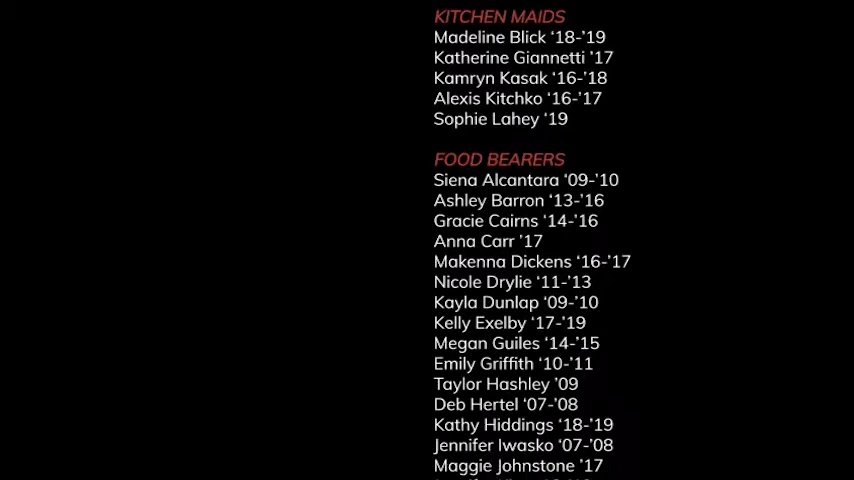 KITCHEN MAIDS
Madeline Blick ‘18-’19
Katherine Giannetti ’17
Kamryn Kasak ‘16-’18
Alexis Kitchko ‘16-’17
Sophie Lahey ‘19
FOOD BEARERS
Siena Alcantara ‘09-’10
Ashley Barron ‘13-’16
Gracie Cairns ‘14-’16
Anna Carr ’17
Makenna Dickens ‘16-’17
Nicole Drylie ‘11-’13
Kayla Dunlap ‘09-’10
Kelly Exelby ‘17-’19
Megan Guiles ‘14-’15
Emily Griffith ‘10-’11
Taylor Hashley ’09
Deb Hertel ‘07-’08
Kathy Hiddings ‘18-’19
Jennifer Iwasko ‘07-’08
Maggie Johnstone ’17